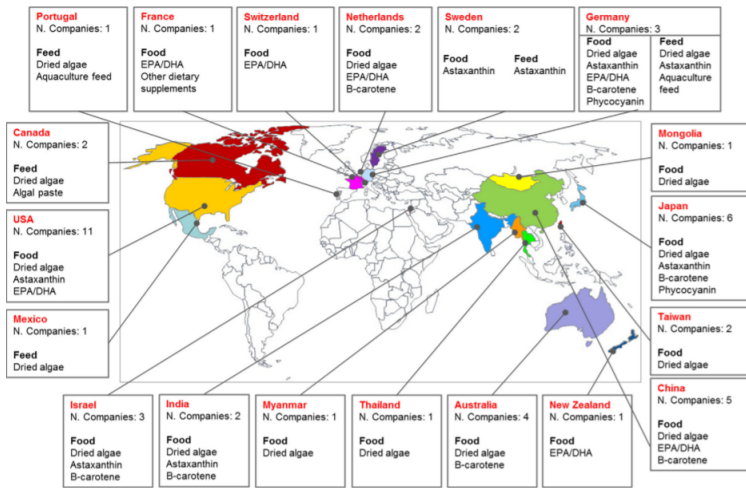 Portugal
N. Companies: 1
Feed
Dried algae
Aquaculture feed
France
N. Companies: 1
Food
EPA/DHA
Other dietary
supplements
Switzerland
N. Companies: 1
Food
EPA/DHA
Netherlands
N. Companies: 2
Food
Dried algae
EPA/DHA
B-carotene
Sweden
N. Companies: 2
Food
Astaxanthin
Feed
Astaxanthin
Germany
N. Companies: 3
Food
Dried algae
Astaxanthin
EPA/DHA
B-carotene
Phycocyanin
Feed
Dried algae
Astaxanthin
Aquaculture
feed
Canada
N. Companies: 2
Feed
Dried algae
Algal paste
USA
N. Companies: 11
Food
Dried algae
Astaxanthin
EPA/DHA
Mexico
N. Companies: 1
Feed
Dried algae
Mongolia
N. Companies: 1
Food
Dried algae
Japan
N. Companies: 6
Food
Dried algae
Astaxanthin
B-carotene
Phycocyanin
Taiwan
N. Companies: 2
Food
Dried algae
China
N. Companies: 5
Food
Dried algae
EPA/DHA
B-carotene
Israel
N. Companies: 3
Food
Dried algae
Astaxanthin
B-carotene
India
N. Companies: 2
Food
Dried algae
Astaxanthin
B-carotene
Myanmar
N. Companies: 1
Food
Dried algae
Thailand
N. Companies: 1
Food
Dried algae
Australia
N. Companies: 4
Food
Dried algae
B-carotene
New Zealand
N. Companies: 1
Food
EPA/DHA